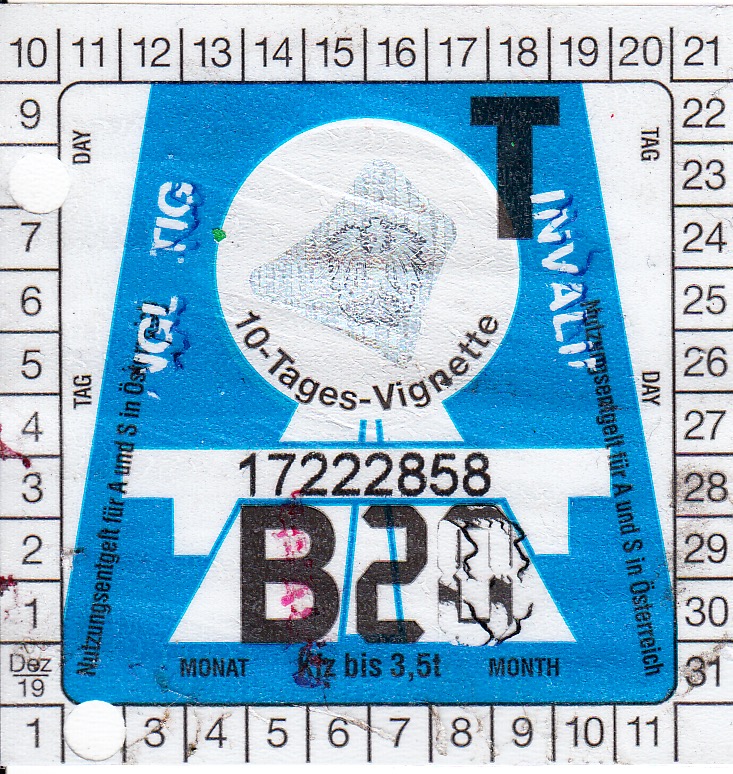 10 11 12 13 14 15 16 17 18 19 20 21
9
7
6
5
4
3
2
1
Dez
19
22
23
24
25
26
27
28
29
30
31
DAY
TAG
TAG
DAY
T
10-Tages-Vignette
17222858
B20
MONAT Kfz bis 3,5t MONTH
Nutzungsentgelt für A und S in Österreich
Nutzungsentgelt für A und S in Österreich
1 3 4 5 6 7 8 9 10 11